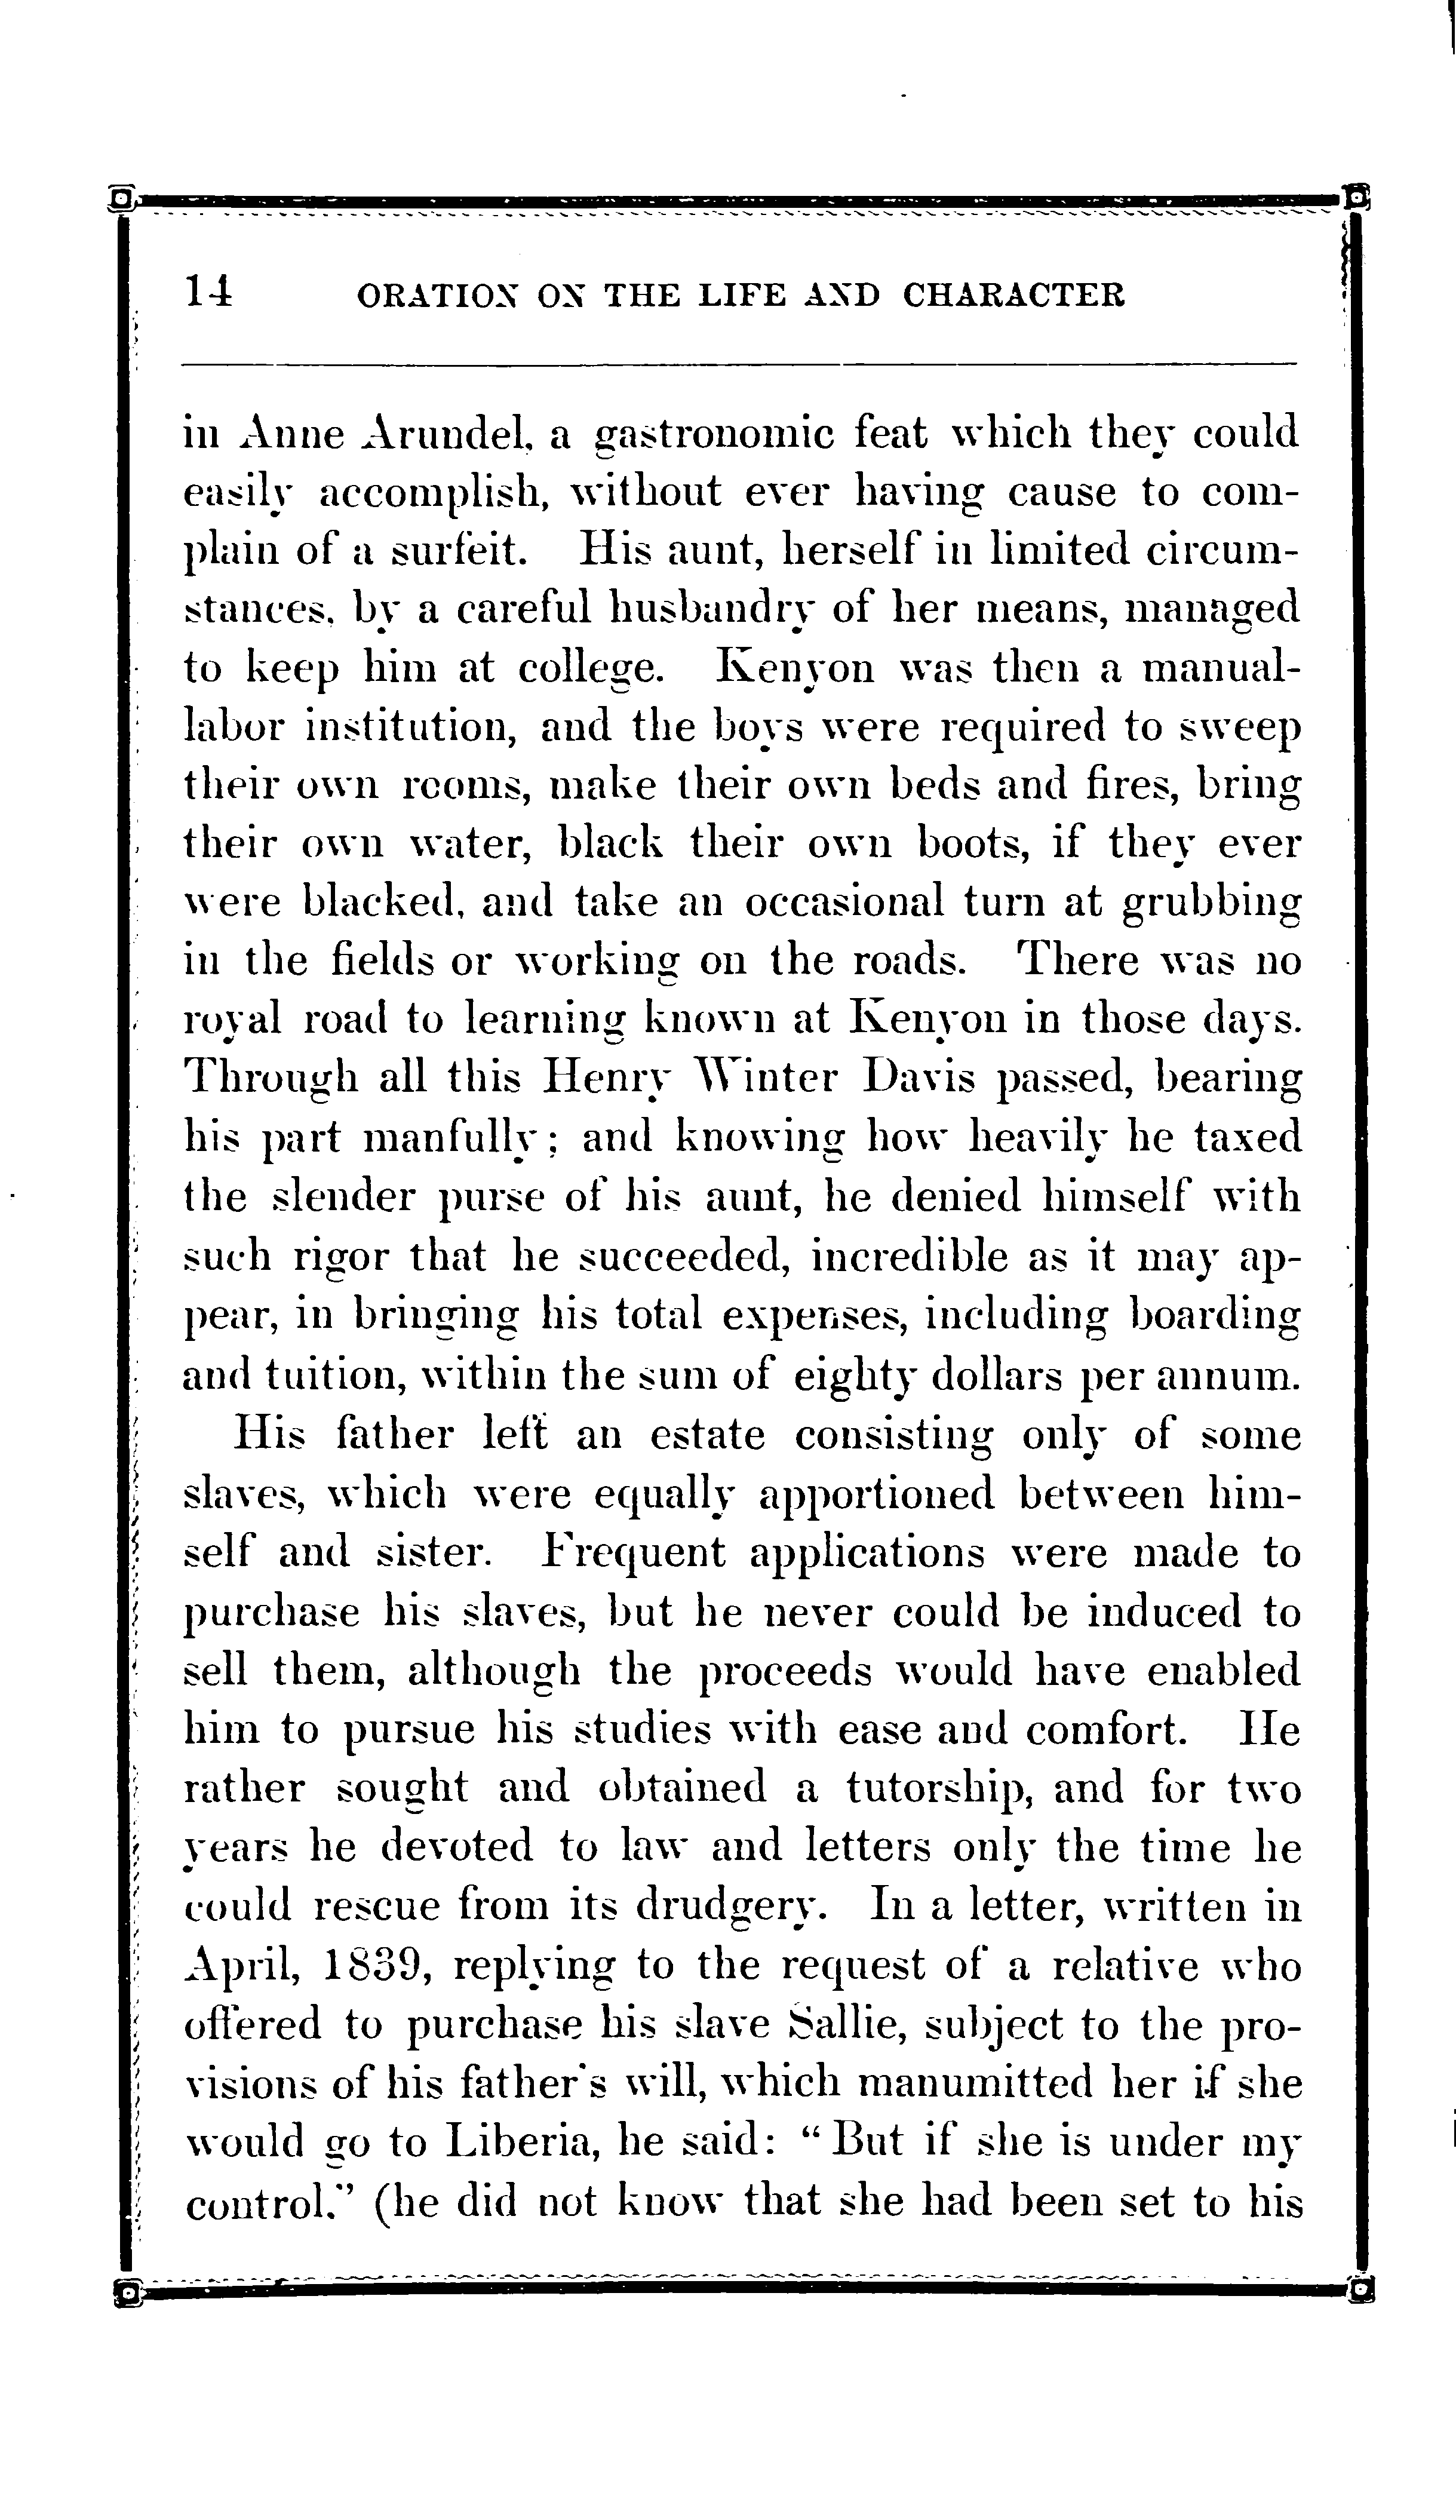 14 ORATION ON THE LIFE AND CHARACTER
in Anne Arundel, a gastronomic feat which they could
easily accomplish, without ever having cause to com-
plain of a surfeit. His aunt, herself in limited circum-
stances, by a careful husbandry of her means, managed
to keep him at college. Kenyon was then a manual-
labor institution, and the boys were required to sweep
their own rooms, make their own beds and fires, bring
their own water, black their own boots, if they ever
were blacked, and take an occasional turn at grubbing
in the fields or working on the roads. There was no
royal road to learning known at Kenyon in those days.
Through all this Henry Winter Davis passed, bearing
his part manfully; and knowing how heavily he taxed
the slender purse of his aunt, he denied himself with
such rigor that he succeeded, incredible as it may ap-
pear, in bringing his total expenses, including boarding
and tuition, within the sum of eighty dollars per annum.
His father left an estate consisting only of some
slaves, which were equally apportioned between him-
self and sister. Frequent applications were made to
purchase his slaves, but he never could be induced to
sell them, although the proceeds would have enabled
him to pursue his studies with ease and comfort. He
rather sought and obtained a tutorship, and for two
years he devoted to law and letters only the time he
could rescue from its drudgery. In a letter, written in
April, 1839, replying to the request of a relative who
offered to purchase his slave Sallie, subject to the pro-
visions of his father's will, which manumitted her if she
would go to Liberia, he said: "But if she is under my
control," (he did not know that she had been set to his